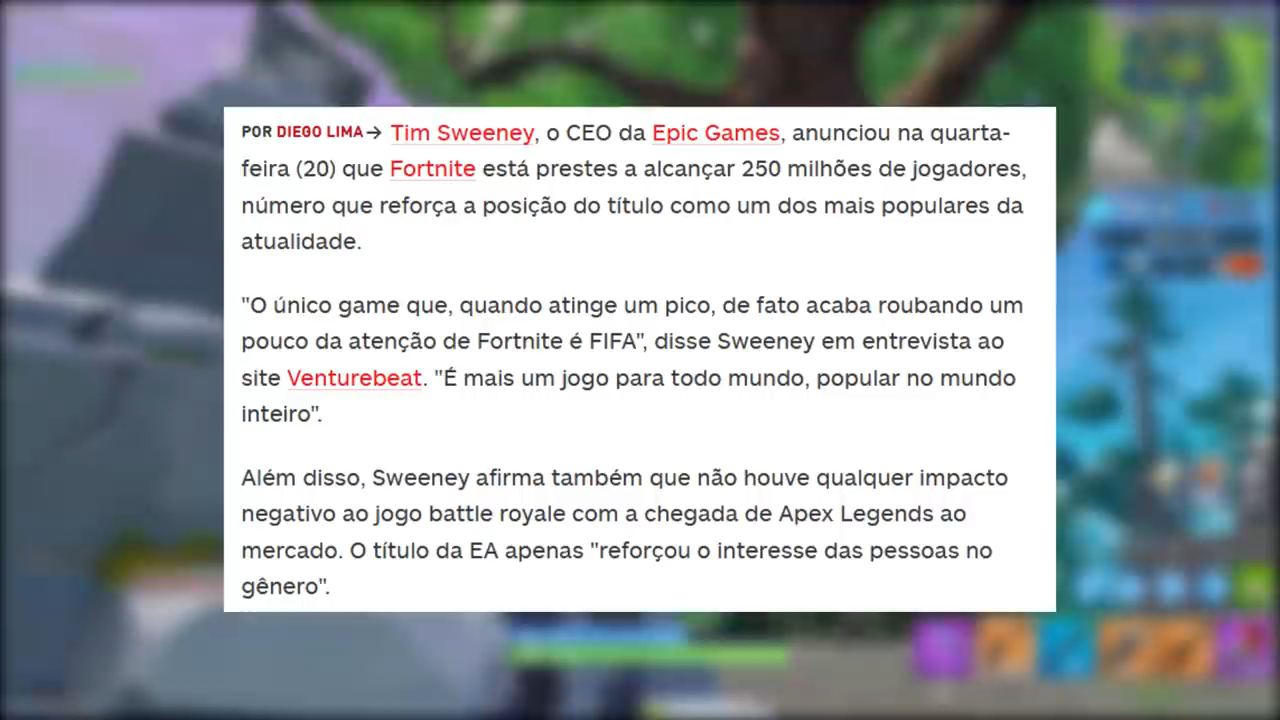 POR DIEGO LIMA→ Tim Sweeney, o CEO da Epic Games, anunciou na quarta-
feira (20) que Fortnite está prestes a alcançar 250 milhões de jogadores,
número que reforça a posição do título como um dos mais populares da
atualidade.
"O único game que, quando atinge um pico, de fato acaba roubando um
pouco da atenção de Fortnite é FIFA", disse Sweeney em entrevista ao
site Venturebeat. "É mais um jogo para todo mundo, popular no mundo
inteiro".
Além disso, Sweeney afirma também que não houve qualquer impacto
negativo ao jogo battle royale com a chegada de Apex Legends ao
mercado. O título da EA apenas "reforçou o interesse das pessoas no
gênero".